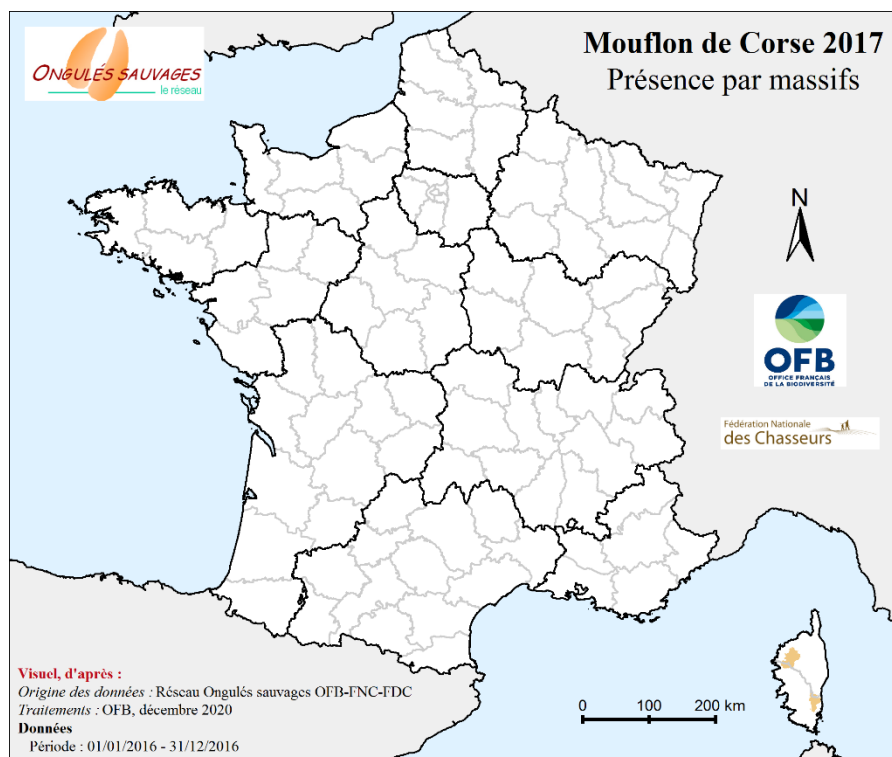 Mouflon de Corse 2017
Présence par massifs
ONGULÉS SAUVAGES
le réseau
N
OFB
OFFICE FRANÇAIS
DE LA BIODIVERSITÉ
Fédération Nationale
des Chasseurs
Visuel, d'après :
Origine des données : Réseau Ongulés sauvages OFB-FNC-FDC
Traitements : OFB, décembre 2020
Données
Période : 01/01/2016 - 31/12/2016
0 100 200 km